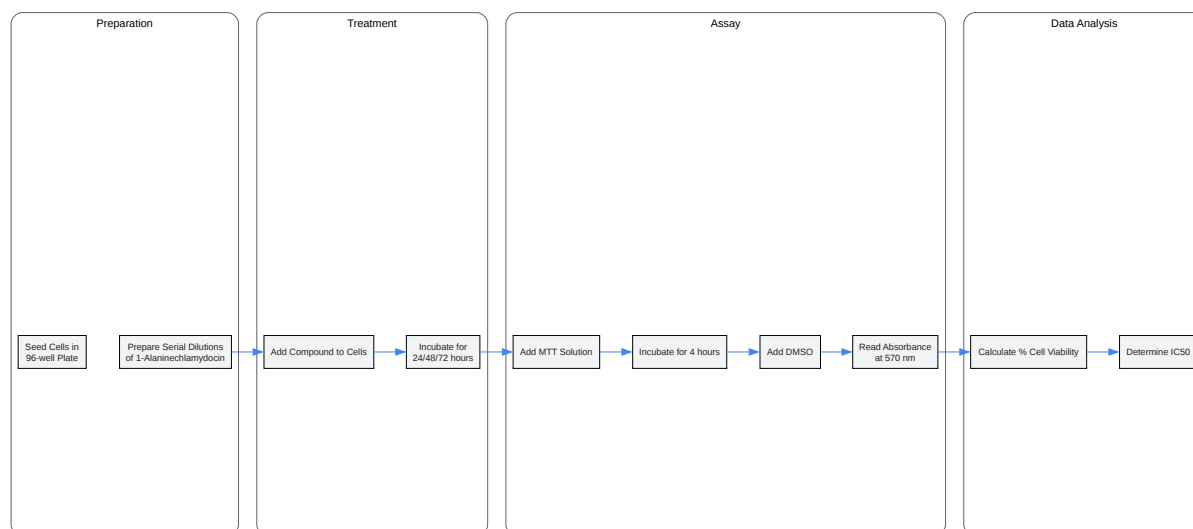 Preparation
Treatment
Assay
Data Analysis
Seed Cells in
96-well Plate
Prepare Serial Dilutions
of 1-Alaninechlamydocin
Add Compound to Cells
Incubate for
24/48/72 hours
Add MTT Solution
Incubate for 4 hours
Add DMSO
Read Absorbance
at 570 nm
Calculate % Cell Viability
Determine IC50